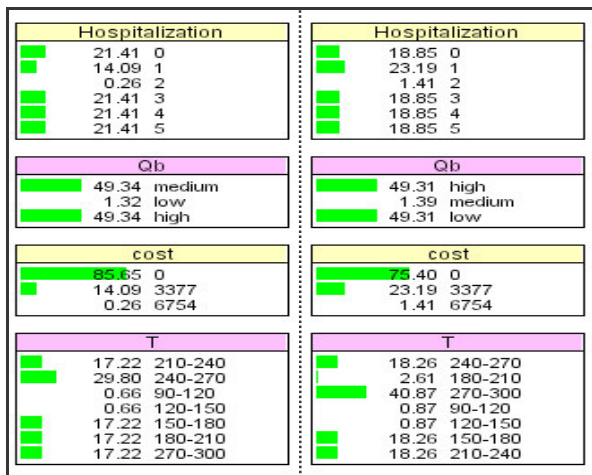 Hospitalization
21.41 0
14.09 1
0.26 2
21.41 3
21.41 4
21.41 5
Qb
49.34 medium
1.32 low
49.34 high
cost
85.65 0
14.09 3377
0.26 6754
T
17.22 210-240
29.80 240-270
0.66 90-120
0.66 120-150
17.22 150-180
17.22 180-210
17.22 270-300
Hospitalization
18.85 0
23.19 1
1.41 2
18.85 3
18.85 4
18.85 5
Qb
49.31 high
1.39 medium
49.31 low
cost
75.40 0
23.19 3377
1.41 6754
T
18.26 240-270
2.61 180-210
40.87 270-300
0.87 90-120
0.87 120-150
18.26 150-180
18.26 210-240